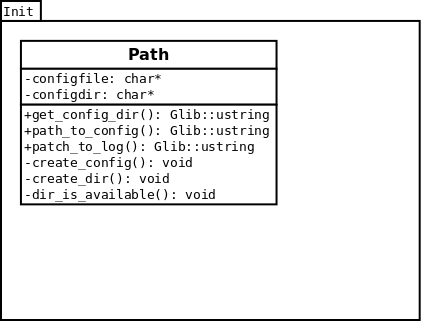 Init
Path
-configfile: char*
-configdir: char*
+get_config_dir(): Glib::ustring
+path_to_config(): Glib::ustring
+patch_to_log(): Glib::ustring
-create_config(): void
-create_dir(): void
-dir_is_available(): void